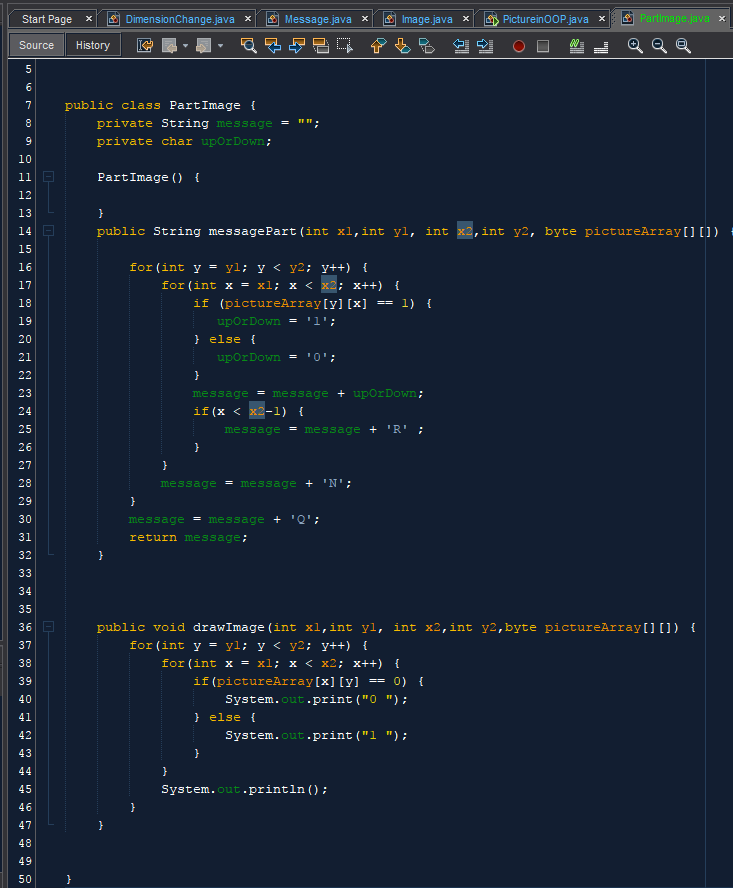 Start Page DimensionChange.java Message.java Image.java PictureinOOP.java PartImage.java
Source History
5
6
7 public class PartImage {
8     private String message = "";
9     private char upOrDown;
10
11     PartImage() {
12
13     }
14     public String messagePart(int x1,int y1, int x2,int y2, byte pictureArray[][]) {
15
16         for(int y = y1; y < y2; y++) {
17             for(int x = x1; x < x2; x++) {
18                 if (pictureArray[y][x] == 1) {
19                    upOrDown = '1';
20                 } else {
21                    upOrDown = '0';
22                 }
23                 message = message + upOrDown;
24                 if(x < x2-1) {
25                     message = message + 'R' ;
26                 }
27             }
28             message = message + 'N';
29         }
30         message = message + 'Q';
31         return message;
32     }
33
34
35
36     public void drawImage(int x1,int y1, int x2,int y2,byte pictureArray[][]) {
37         for(int y = y1; y < y2; y++) {
38             for(int x = x1; x < x2; x++) {
39                 if(pictureArray[x][y] == 0) {
40                     System.out.print("0 ");
41                 } else {
42                     System.out.print("1 ");
43                 }
44             }
45             System.out.println();
46         }
47     }
48
49
50 }